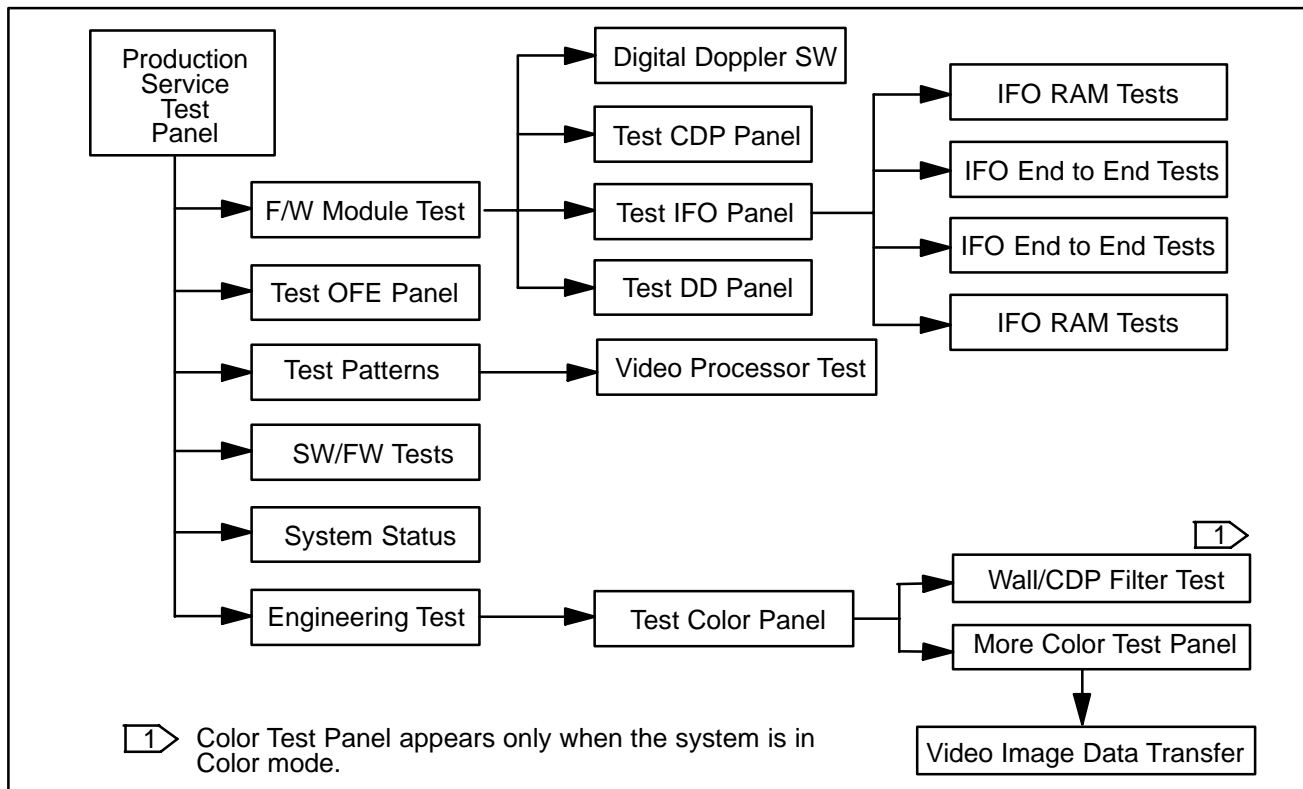 Production
Service
Test
Panel
F/W Module Test
Test OFE Panel
Test Patterns
SW/FW Tests
System Status
Engineering Test
Digital Doppler SW
Test CDP Panel
Test IFO Panel
Test DD Panel
Video Processor Test
Test Color Panel
IFO RAM Tests
IFO End to End Tests
IFO End to End Tests
IFO RAM Tests
1
Wall/CDP Filter Test
More Color Test Panel
Video Image Data Transfer
1 Color Test Panel appears only when the system is in
Color mode.